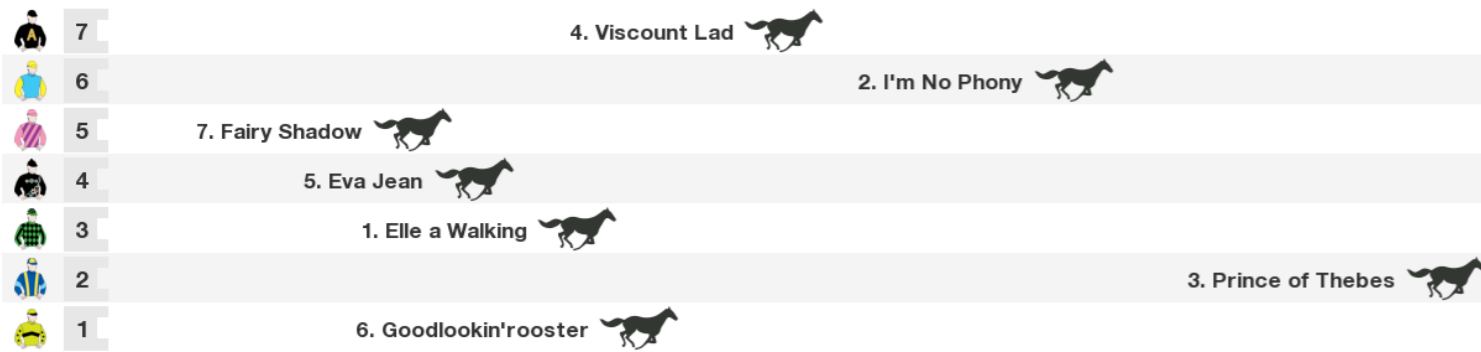 7 4. Viscount Lad
6 2. I'm No Phony
5 7. Fairy Shadow
4 5. Eva Jean
3 1. Elle a Walking
2 3. Prince of Thebes
1 6. Goodlookin'rooster